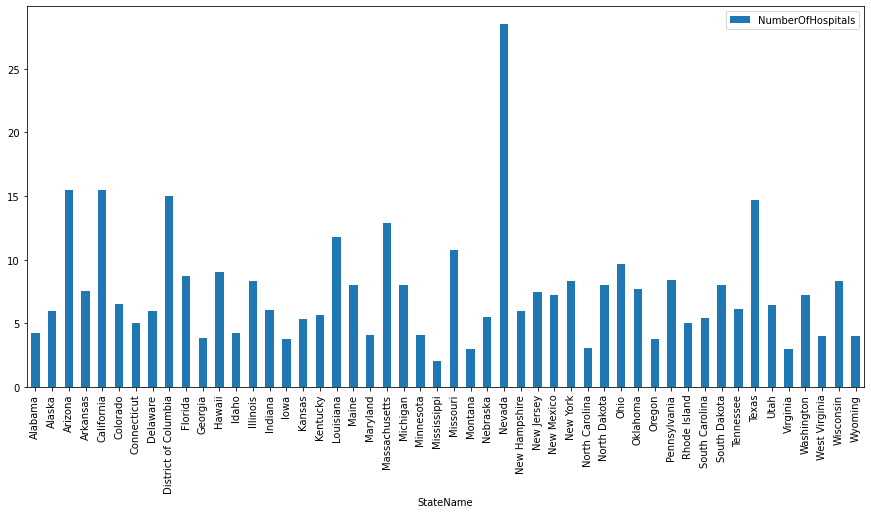 NumberOfHospitals
25
20
15
10
5
0
Alabama
Alaska
Arizona
Arkansas
California
Colorado
Connecticut
Delaware
District of Columbia
Florida
Georgia
Hawaii
Idaho
Illinois
Indiana
Iowa
Kansas
Kentucky
Louisiana
Maine
Maryland
Massachusetts
Michigan
Minnesota
Mississippi
Missouri
Montana
Nebraska
Nevada
New Hampshire
New Jersey
New Mexico
New York
North Carolina
North Dakota
Ohio
Oklahoma
Oregon
Pennsylvania
Rhode Island
South Carolina
South Dakota
Tennessee
Texas
Utah
Virginia
Washington
West Virginia
Wisconsin
Wyoming
StateName